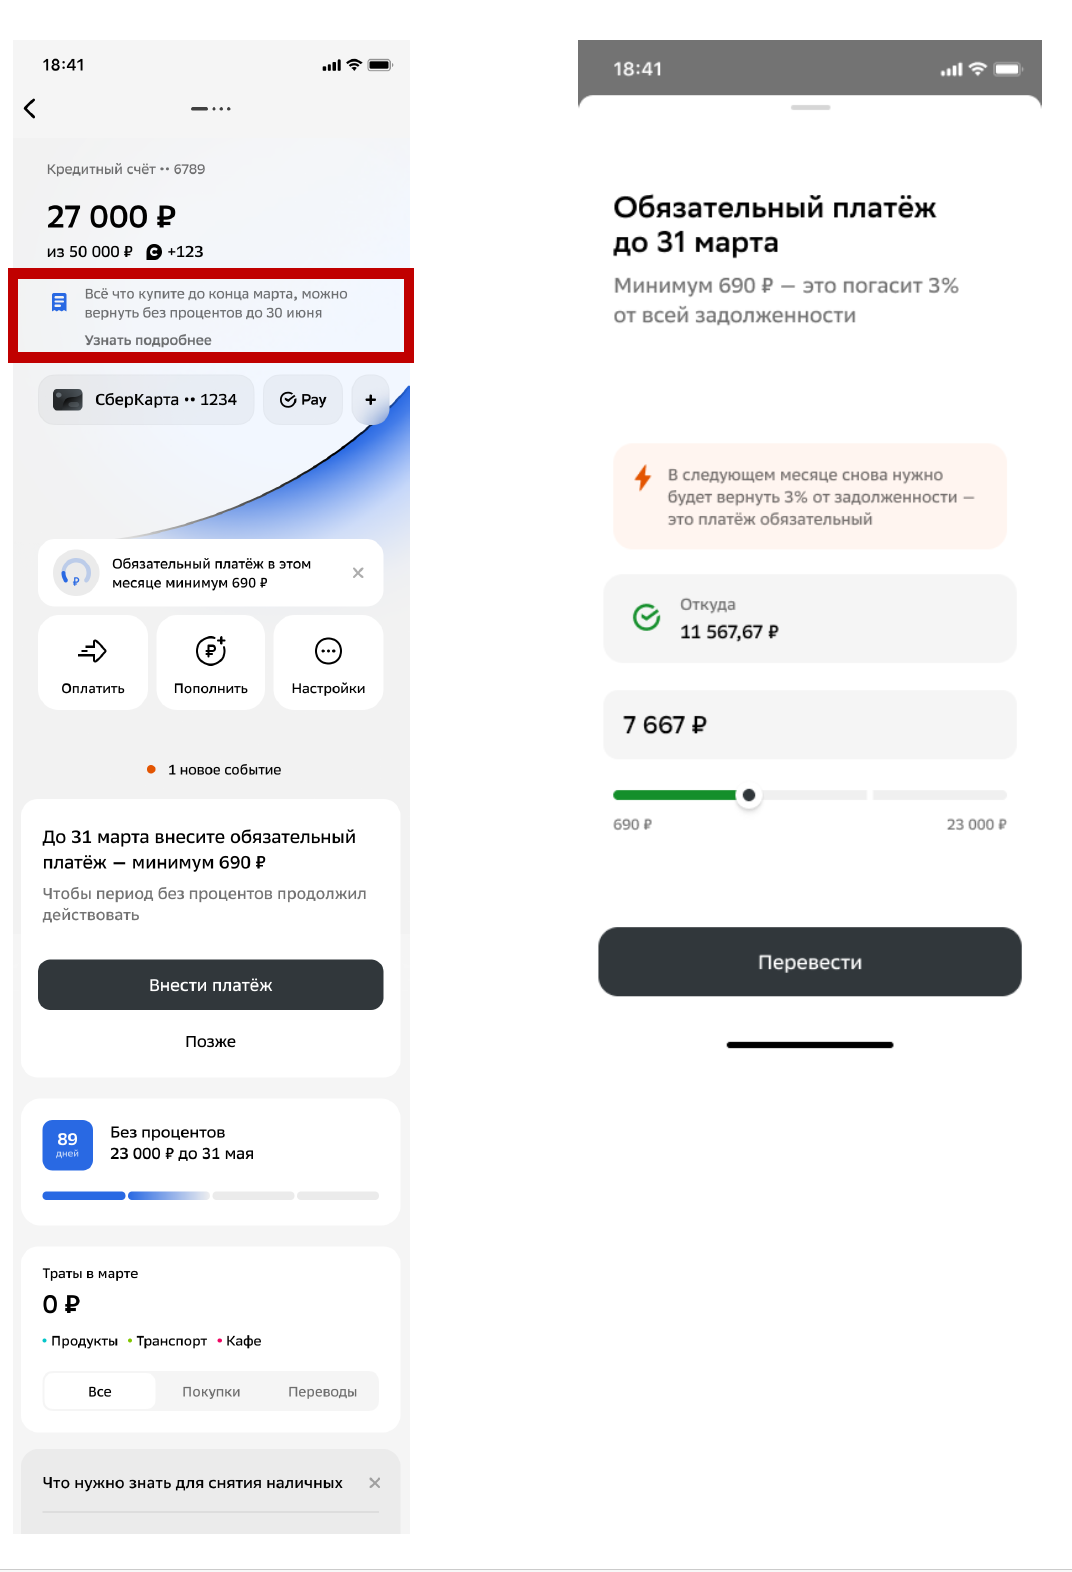 18:41
Кредитный счёт •• 6789
27 000 ₽
из 50 000 ₽ +123
Всё что купите до конца марта, можно
вернуть без процентов до 30 июня
Узнать подробнее
СберКарта •• 1234
Pay
+
Обязательный платёж в этом
месяце минимум 690 ₽
Оплатить
Пополнить
Настройки
1 новое событие
До 31 марта внесите обязательный
платёж — минимум 690 ₽
Чтобы период без процентов продолжил
действовать
Внести платёж
Позже
89
дней
Без процентов
23 000 ₽ до 31 мая
Траты в марте
0 ₽
• Продукты • Транспорт • Кафе
Все
Покупки
Переводы
Что нужно знать для снятия наличных
18:41
Обязательный платёж
до 31 марта
Минимум 690 ₽ — это погасит 3%
от всей задолженности
В следующем месяце снова нужно
будет вернуть 3% от задолженности —
это платёж обязательный
Откуда
11 567,67 ₽
7 667 ₽
690 ₽
23 000 ₽
Перевести